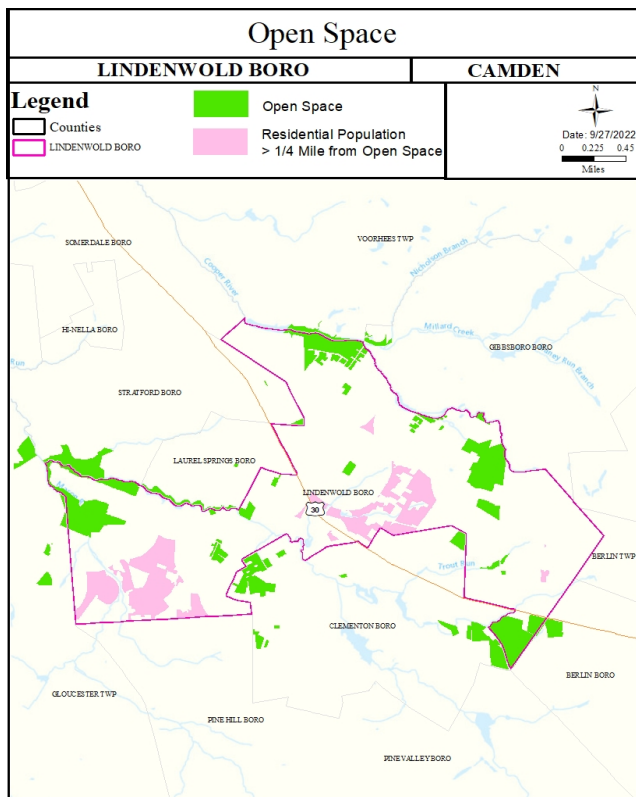 Open Space
LINDENWOLD BORO
CAMDEN
Legend
Counties
LINDENWOLD BORO
Open Space
Residential Population
> 1/4 Mile from Open Space
N
Date: 9/27/2022
0 0.225 0.45
Miles
SOMERDALE BORO
VOORHEES TWP
Nicholson Branch
Cooper River
HI-NELLA BORO
Millard Creek
GIBBSBORO BORO
Run Branch
Run
STRATFORD BORO
LAUREL SPRINGS BORO
LINDENWOLD BORO
30
BERLIN TWP
Trout Run
CLEMENTON BORO
BERLIN BORO
GLOUCESTER TWP
PINE HILL BORO
PINE VALLEY BORO